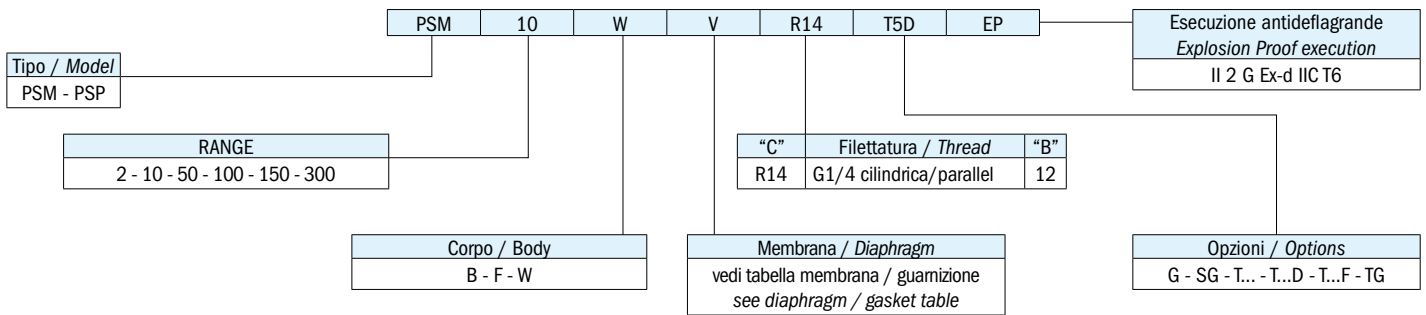 PSM 10 W V R14 T5D EP
Esecuzione antideflagrande
Explosion Proof execution
II 2 G Ex-d IIC T6
Tipo / Model
PSM - PSP
RANGE
2 - 10 - 50 - 100 - 150 - 300
“C” Filettatura / Thread “B”
R14 G1/4 cilindrica/parallel 12
Corpo / Body
B - F - W
Membrana / Diaphragm
vedi tabella membrana / guarnizione
see diaphragm / gasket table
Opzioni / Options
G - SG - T... - T...D - T...F - TG